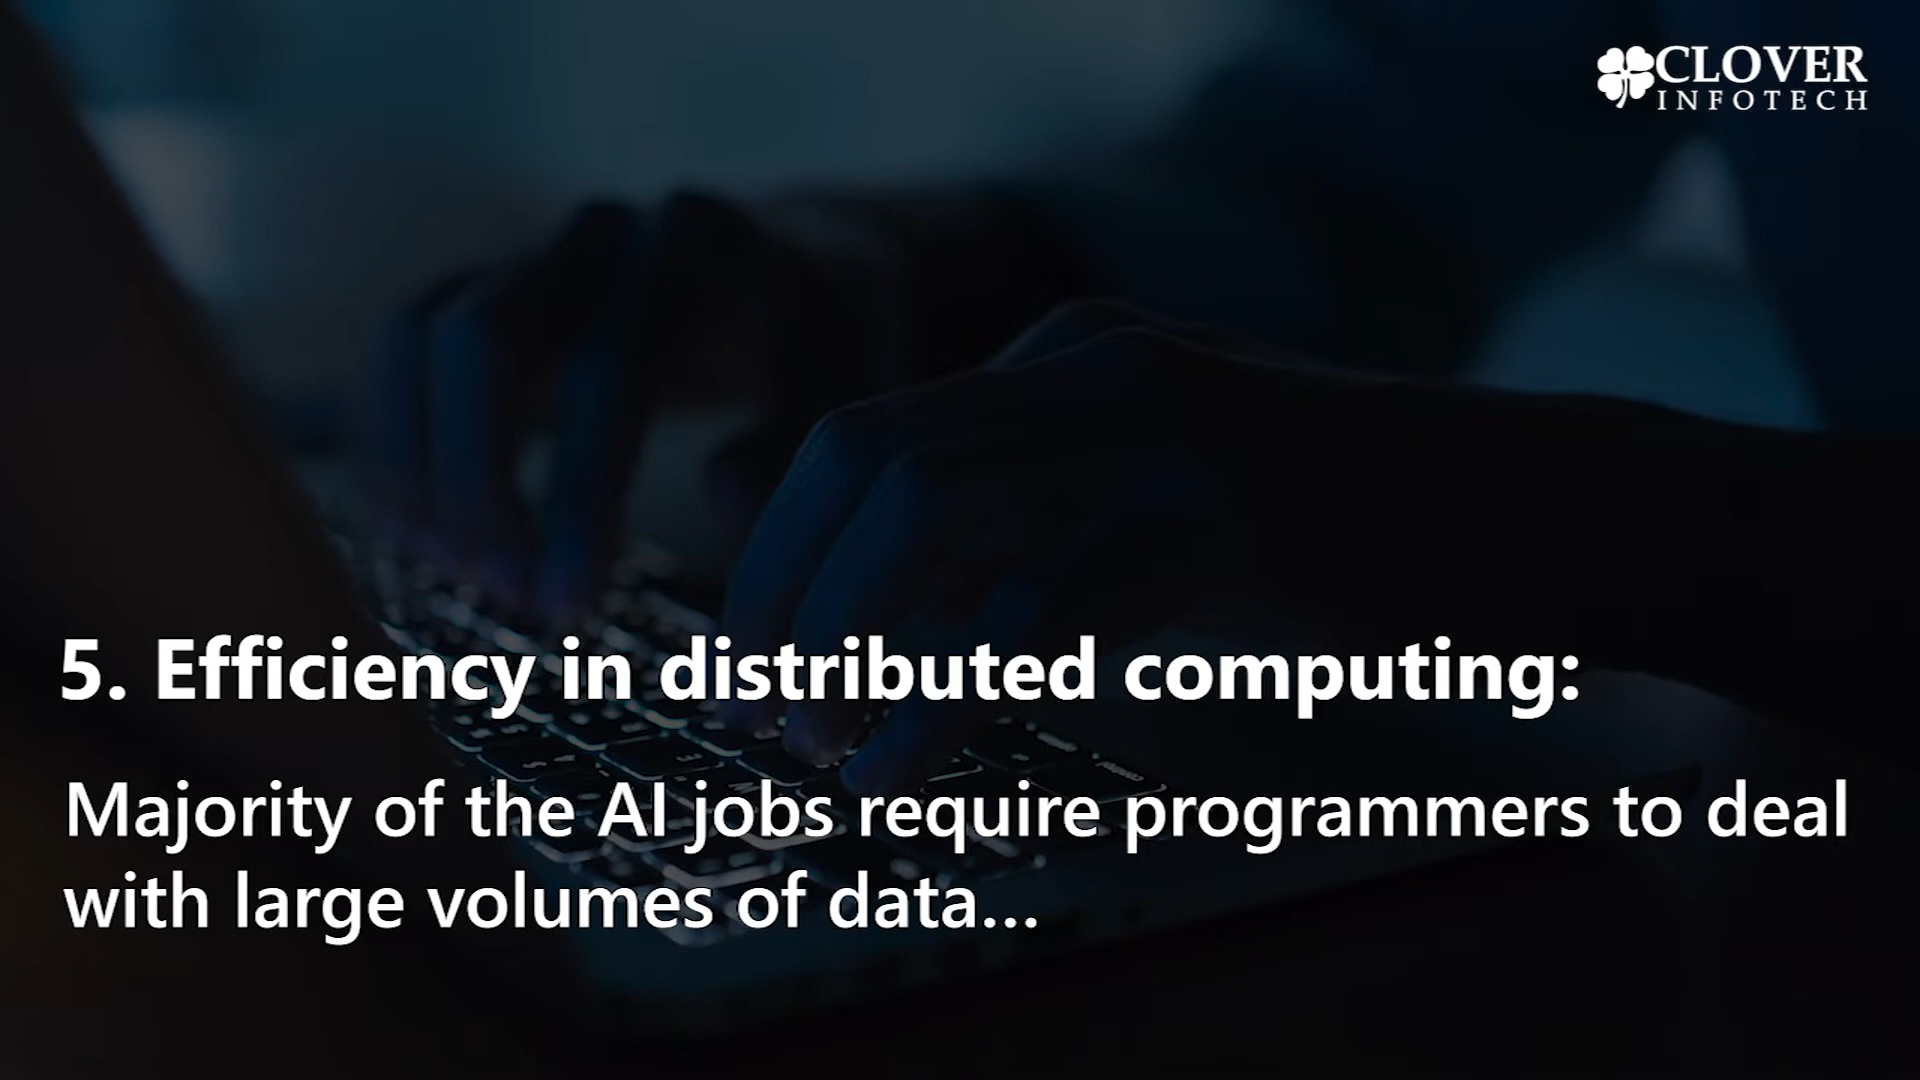 CLOVER
INFOTECH
5. Efficiency in distributed computing:
Majority of the AI jobs require programmers to deal
with large volumes of data...